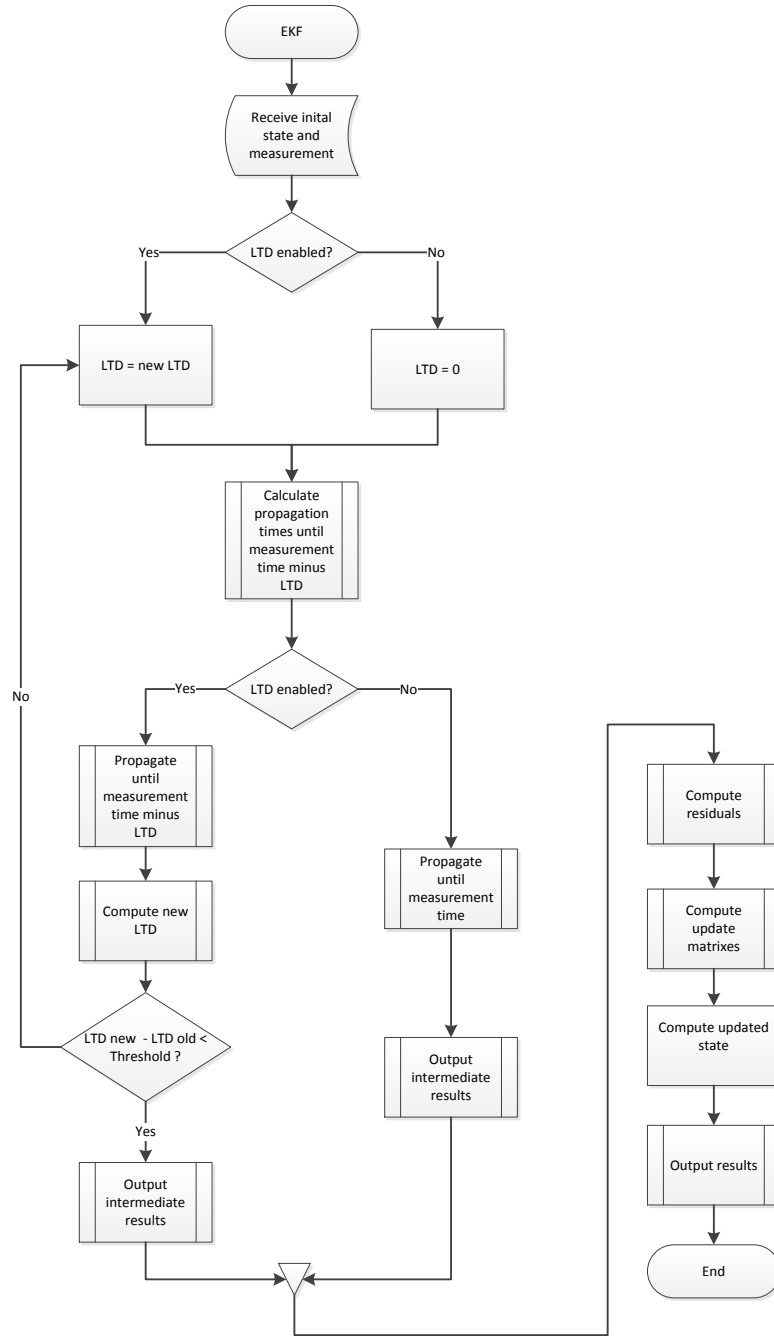 EKF
Receive inital
state and
measurement
LTD enabled?
Yes
No
LTD = new LTD
LTD = 0
Calculate
propagation
times until
measurement
time minus
LTD
LTD enabled?
Yes
No
No
Propagate
until
measurement
time minus
LTD
Compute new
LTD
LTD new  - LTD old <
Threshold ?
Yes
Output
intermediate
results
Propagate
until
measurement
time
Output
intermediate
results
Compute
residuals
Compute
update
matrixes
Compute updated
state
Output results
End